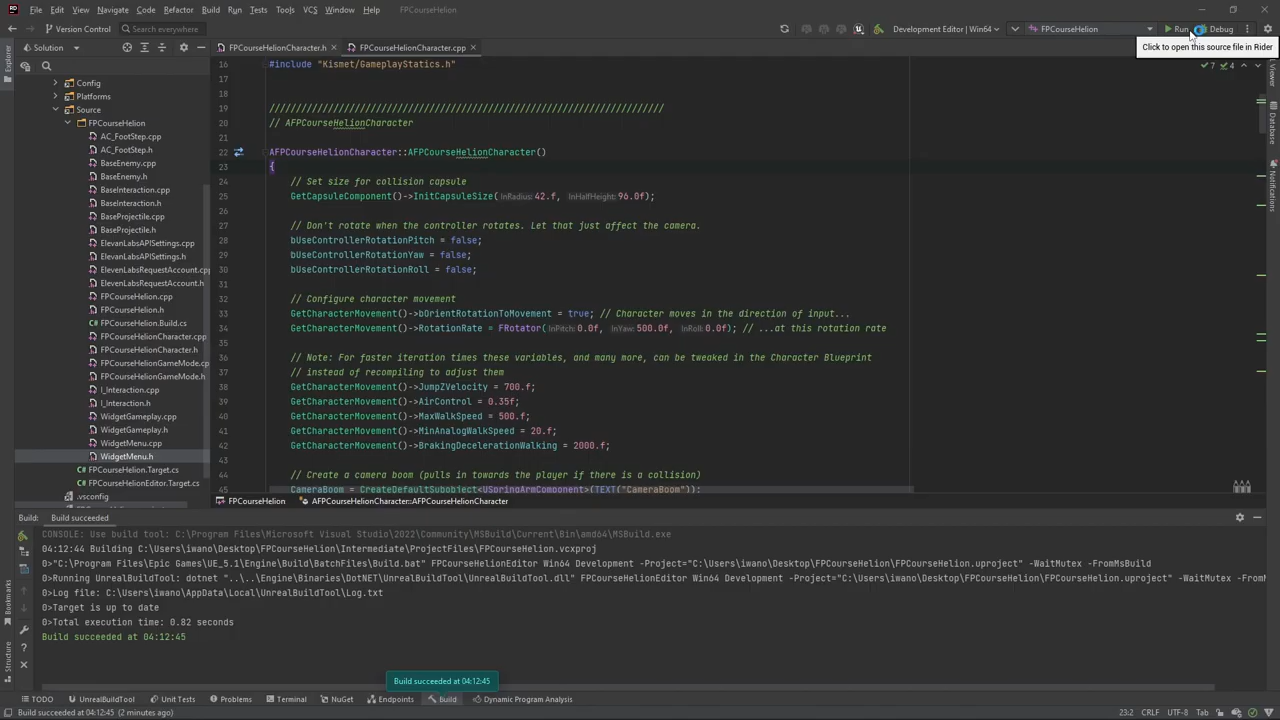 File Edit View Navigate Code Refactor Build Run Tests Tools VCS Window Help FPCourseHelion
Version Control Search everywhere Development Editor | Win64 FPCourseHelion Run Debug
Click to open this source file in Rider
Solution FPCourseHelionCharacter.h FPCourseHelionCharacter.cpp
Explorer
7 4
Database
Notifications
Config
Platforms
Source
FPCourseHelion
AC_FootStep.cpp
AC_FootStep.h
BaseEnemy.cpp
BaseEnemy.h
BaseInteraction.cpp
BaseInteraction.h
BaseProjectile.cpp
BaseProjectile.h
ElevanLabsAPISettings.cpp
ElevanLabsAPISettings.h
ElevenLabsRequestAccount.cpp
ElevenLabsRequestAccount.h
FPCourseHelion.cpp
FPCourseHelion.h
FPCourseHelion.Build.cs
FPCourseHelionCharacter.cpp
FPCourseHelionCharacter.h
FPCourseHelionGameMode.cp
FPCourseHelionGameMode.h
I_Interaction.cpp
I_Interaction.h
WidgetGameplay.cpp
WidgetGameplay.h
WidgetMenu.cpp
WidgetMenu.h
FPCourseHelion.Target.cs
FPCourseHelionEditor.Target.cs
.vsconfig
16 #include "Kismet/GameplayStatics.h"
17
18
19 //////////////////////////////////////////////////////////////////////////
20 // AFPCourseHelionCharacter
21
22 AFPCourseHelionCharacter::AFPCourseHelionCharacter()
23 {
24 // Set size for collision capsule
25 GetCapsuleComponent()->InitCapsuleSize( InRadius: 42.f, InHalfHeight: 96.0f);
26
27 // Don't rotate when the controller rotates. Let that just affect the camera.
28 bUseControllerRotationPitch = false;
29 bUseControllerRotationYaw = false;
30 bUseControllerRotationRoll = false;
31
32 // Configure character movement
33 GetCharacterMovement()->bOrientRotationToMovement = true; // Character moves in the direction of input...
34 GetCharacterMovement()->RotationRate = FRotator( InPitch: 0.0f, InYaw: 500.0f, InRoll: 0.0f); // ...at this rotation rate
35
36 // Note: For faster iteration times these variables, and many more, can be tweaked in the Character Blueprint
37 // instead of recompiling to adjust them
38 GetCharacterMovement()->JumpZVelocity = 700.f;
39 GetCharacterMovement()->AirControl = 0.35f;
40 GetCharacterMovement()->MaxWalkSpeed = 500.f;
41 GetCharacterMovement()->MinAnalogWalkSpeed = 20.f;
42 GetCharacterMovement()->BrakingDecelerationWalking = 2000.f;
43
44 // Create a camera boom (pulls in towards the player if there is a collision)
45 CameraBoom = CreateDefaultSubobject<USpringArmComponent>(TEXT("CameraBoom"));
FPCourseHelion AFPCourseHelionCharacter::AFPCourseHelionCharacter
Build: Build succeeded
CONSOLE: Use build tool: C:\Program Files\Microsoft Visual Studio\2022\Community\MSBuild\Current\Bin\amd64\MSBuild.exe
04:12:44 Building C:\Users\iwano\Desktop\FPCourseHelion\Intermediate\ProjectFiles\FPCourseHelion.vcxproj
0>"C:\Program Files\Epic Games\UE_5.1\Engine\Build\BatchFiles\Build.bat" FPCourseHelionEditor Win64 Development -Project="C:\Users\iwano\Desktop\FPCourseHelion\FPCourseHelion.uproject" -WaitMutex -FromMsBuild
0>Running UnrealBuildTool: dotnet "..\..\Engine\Binaries\DotNET\UnrealBuildTool\UnrealBuildTool.dll" FPCourseHelionEditor Win64 Development -Project="C:\Users\iwano\Desktop\FPCourseHelion\FPCourseHelion.uproject" -WaitMutex -FromM
0>Log file: C:\Users\iwano\AppData\Local\UnrealBuildTool\Log.txt
0>Target is up to date
0>Total execution time: 0.82 seconds
Build succeeded at 04:12:45
Bookmarks
Structure
Build succeeded at 04:12:45
TODO UnrealBuildTool Unit Tests Problems Terminal NuGet Endpoints Build Dynamic Program Analysis
Build succeeded at 04:12:45 (2 minutes ago) 23:2 CRLF UTF-8 Tab